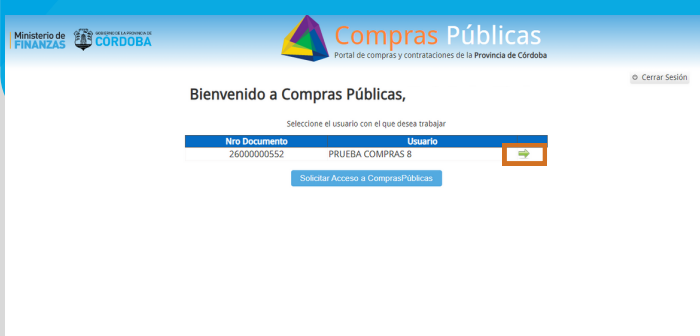 Ministerio de
FINANZAS
GOBIERNO DE LA PROVINCIA DE
CÓRDOBA
Compras Públicas
Portal de compras y contrataciones de la Provincia de Córdoba
Cerrar Sesión
Bienvenido a Compras Públicas,
Seleccione el usuario con el que desea trabajar
Nro Documento Usuario
26000000552 PRUEBA COMPRAS 8
Solicitar Acceso a ComprasPúblicas